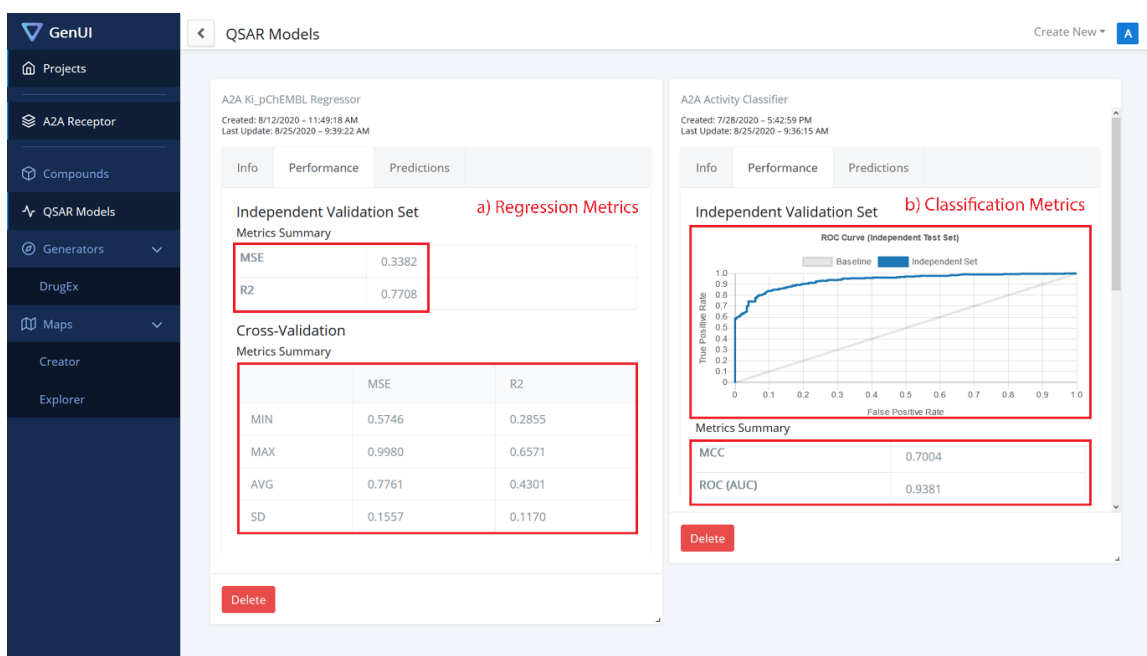 GenUI
QSAR Models
Create New
A
Projects
A2A Receptor
Compounds
QSAR Models
Generators
DrugEx
Maps
Creator
Explorer
A2A Ki_pChEMBL Regressor
Created: 8/12/2020 – 11:49:18 AM
Last Update: 8/25/2020 – 9:39:22 AM
Info Performance Predictions
Independent Validation Set a) Regression Metrics
Metrics Summary
MSE 0.3382
R2 0.7708
Cross-Validation
Metrics Summary
MSE R2
MIN 0.5746 0.2855
MAX 0.9980 0.6571
AVG 0.7761 0.4301
SD 0.1557 0.1170
Delete
A2A Activity Classifier
Created: 7/28/2020 – 5:42:59 PM
Last Update: 8/25/2020 – 9:36:15 AM
Info Performance Predictions
Independent Validation Set b) Classification Metrics
ROC Curve (Independent Test Set)
Baseline Independent Set
True Positive Rate
1.0
0.9
0.8
0.7
0.6
0.5
0.4
0.3
0.2
0.1
0
0 0.1 0.2 0.3 0.4 0.5 0.6 0.7 0.8 0.9 1.0
False Positive Rate
Metrics Summary
MCC 0.7004
ROC (AUC) 0.9381
Delete